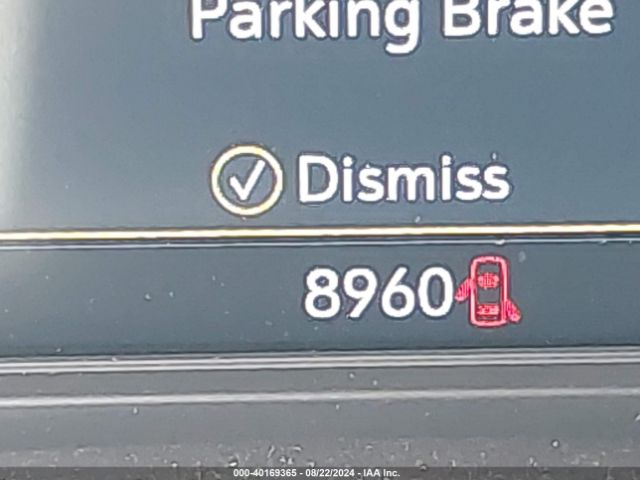 Parking Brake
Dismiss
8960
000-40169365 - 08/22/2024 - IAA Inc.